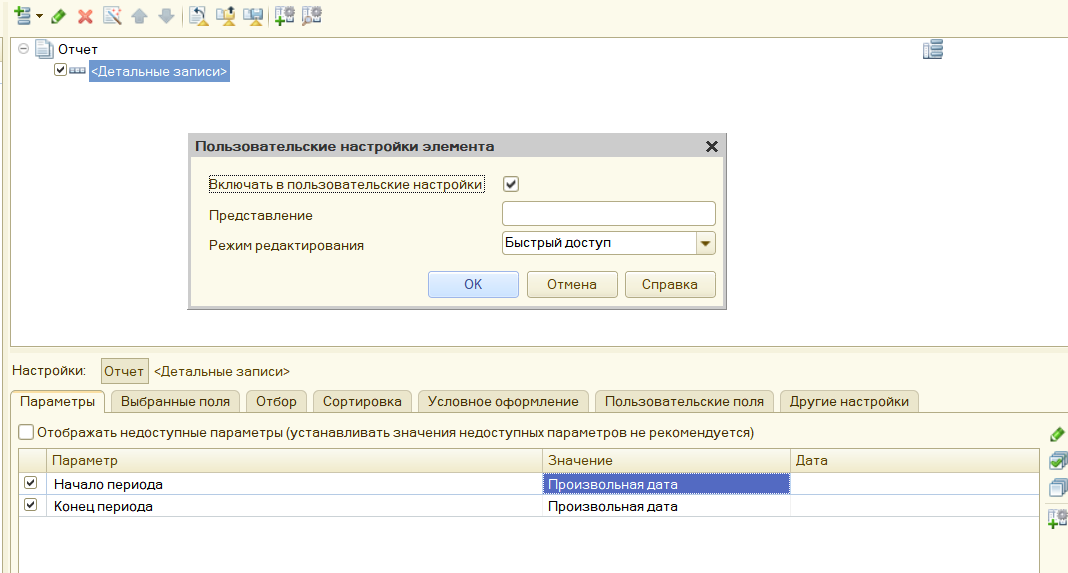 Отчет
<Детальные записи>
Пользовательские настройки элемента
Включать в пользовательские настройки
Представление
Режим редактирования Быстрый доступ
OK Отмена Справка
Настройки: Отчет <Детальные записи>
Параметры Выбранные поля Отбор Сортировка Условное оформление Пользовательские поля Другие настройки
Отображать недоступные параметры (устанавливать значения недоступных параметров не рекомендуется)
Параметр Значение Дата
Начало периода Произвольная дата
Конец периода Произвольная дата